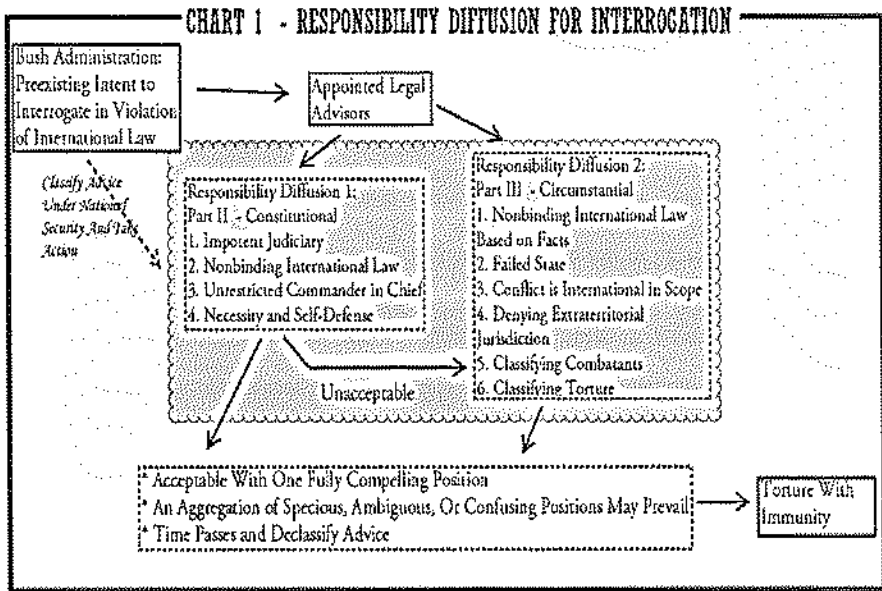 CHART 1 - RESPONSIBILITY DIFFUSION FOR INTERROGATION
Bush Administration:
Preexisting Intent to
Interrogate in Violation
of International Law
Appointed Legal
Advisors
Classify Advice
Under National
Security And Take
Action
Responsibility Diffusion 1:
Part II - Constitutional
1. Impotent Judiciary
2. Nonbinding International Law
3. Unrestricted Commander in Chief
4. Necessity and Self-Defense
Responsibility Diffusion 2:
Part III - Circumstantial
1. Nonbinding International Law
Based on Facts
2. Failed State
3. Conflict is International in Scope
4. Denying Extraterritorial
Jurisdiction
5. Classifying Combatants
6. Classifying Torture
Unacceptable
* Acceptable With One Fully Compelling Position
* An Aggregation of Specious, Ambiguous, Or Confusing Positions May Prevail
* Time Passes and Declassify Advice
Torture With
Immunity